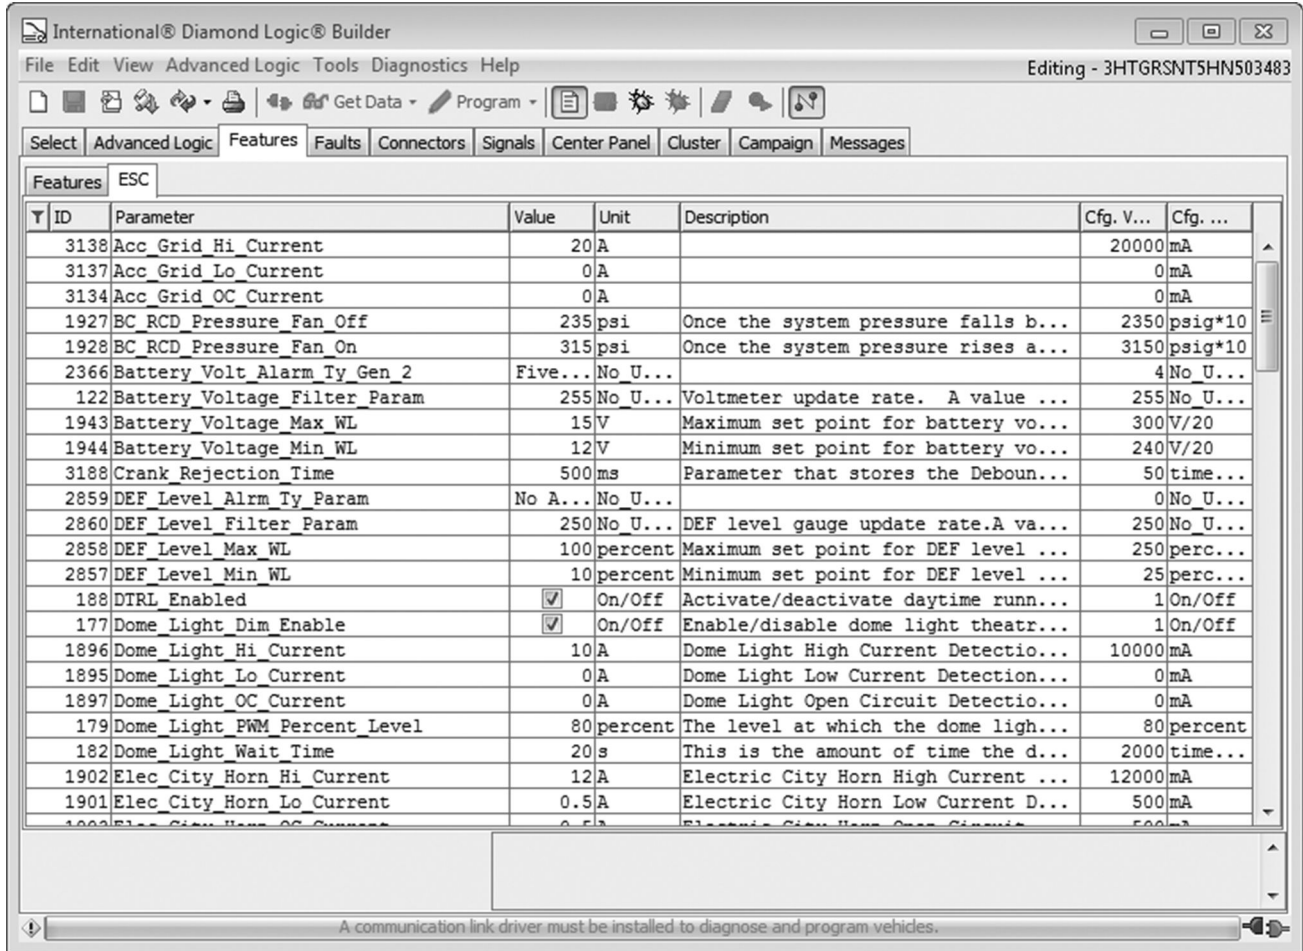 International® Diamond Logic® Builder
File Edit View Advanced Logic Tools Diagnostics Help Editing - 3HTGRSNT5HN503483
Get Data Program
Select Advanced Logic Features Faults Connectors Signals Center Panel Cluster Campaign Messages
Features ESC
ID Parameter Value Unit Description Cfg. V... Cfg. ...
3138 Acc_Grid_Hi_Current 20 A 20000 mA
3137 Acc_Grid_Lo_Current 0 A 0 mA
3134 Acc_Grid_OC_Current 0 A 0 mA
1927 BC_RCD_Pressure_Fan_Off 235 psi Once the system pressure falls b... 2350 psig*10
1928 BC_RCD_Pressure_Fan_On 315 psi Once the system pressure rises a... 3150 psig*10
2366 Battery_Volt_Alarm_Ty_Gen_2 Five... No_U... 4 No_U...
122 Battery_Voltage_Filter_Param 255 No_U... Voltmeter update rate. A value ... 255 No_U...
1943 Battery_Voltage_Max_WL 15 V Maximum set point for battery vo... 300 V/20
1944 Battery_Voltage_Min_WL 12 V Minimum set point for battery vo... 240 V/20
3188 Crank_Rejection_Time 500 ms Parameter that stores the Deboun... 50 time...
2859 DEF_Level_Alrm_Ty_Param No A... No_U... 0 No_U...
2860 DEF_Level_Filter_Param 250 No_U... DEF level gauge update rate.A va... 250 No_U...
2858 DEF_Level_Max_WL 100 percent Maximum set point for DEF level ... 250 perc...
2857 DEF_Level_Min_WL 10 percent Minimum set point for DEF level ... 25 perc...
188 DTRL_Enabled On/Off Activate/deactivate daytime runn... 1 On/Off
177 Dome_Light_Dim_Enable On/Off Enable/disable dome light theatr... 1 On/Off
1896 Dome_Light_Hi_Current 10 A Dome Light High Current Detectio... 10000 mA
1895 Dome_Light_Lo_Current 0 A Dome Light Low Current Detection... 0 mA
1897 Dome_Light_OC_Current 0 A Dome Light Open Circuit Detectio... 0 mA
179 Dome_Light_PWM_Percent_Level 80 percent The level at which the dome ligh... 80 percent
182 Dome_Light_Wait_Time 20 s This is the amount of time the d... 2000 time...
1902 Elec_City_Horn_Hi_Current 12 A Electric City Horn High Current ... 12000 mA
1901 Elec_City_Horn_Lo_Current 0.5 A Electric City Horn Low Current D... 500 mA
A communication link driver must be installed to diagnose and program vehicles.